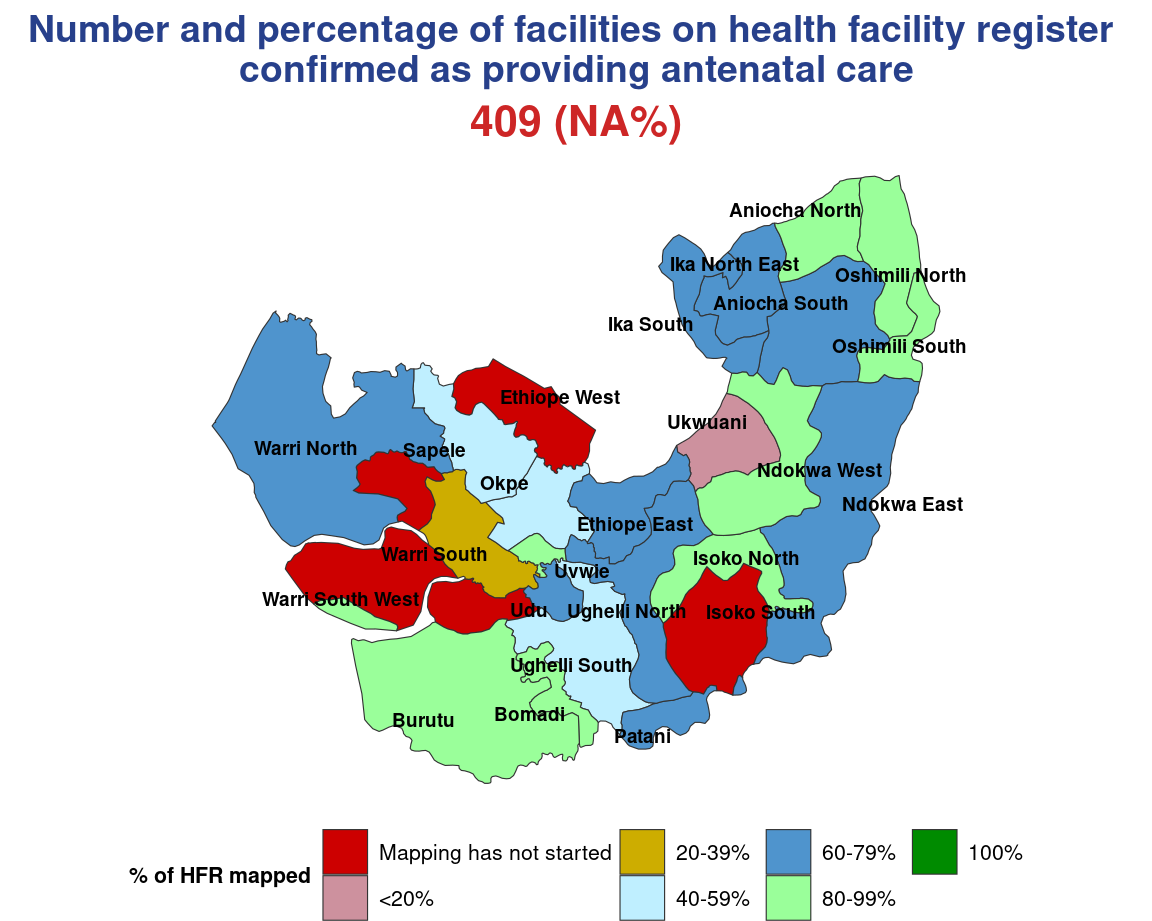 Number and percentage of facilities on health facility register
confirmed as providing antenatal care
409 (NA%)
Aniocha North
Ika North East
Oshimili North
Aniocha South
Ika South
Oshimili South
Ethiope West
Ukwuani
Warri North
Sapele
Ndokwa West
Okpe
Ndokwa East
Ethiope East
Warri South
Isoko North
Uvwie
Warri South West
Udu
Ughelli North
Isoko South
Ughelli South
Bomadi
Burutu
Patani
% of HFR mapped
Mapping has not started
<20%
20-39%
40-59%
60-79%
80-99%
100%